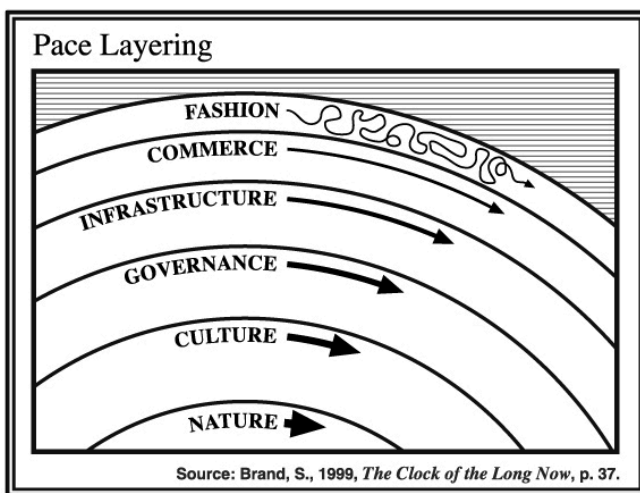 Pace Layering
FASHION
COMMERCE
INFRASTRUCTURE
GOVERNANCE
CULTURE
NATURE
Source: Brand, S., 1999, The Clock of the Long Now, p. 37.